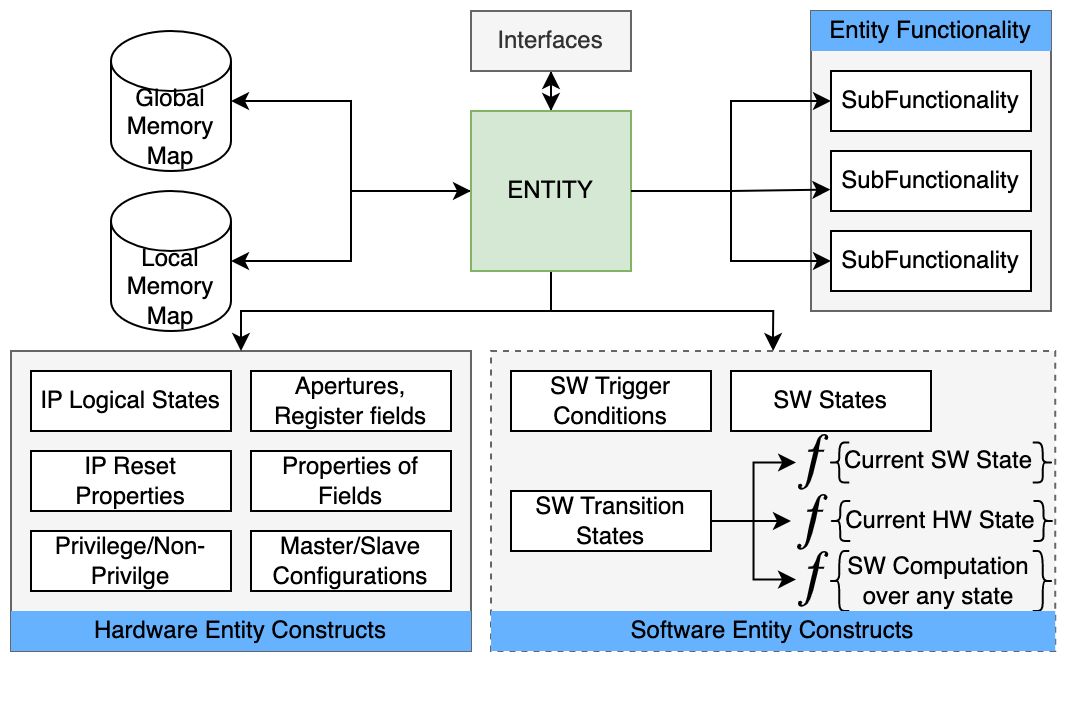 Interfaces
Entity Functionality
Global
Memory
Map
SubFunctionality
ENTITY
SubFunctionality
Local
Memory
Map
SubFunctionality
IP Logical States
Apertures,
Register fields
IP Reset
Properties
Properties of
Fields
Privilege/Non-
Privilge
Master/Slave
Configurations
Hardware Entity Constructs
SW Trigger
Conditions
SW States
SW Transition
States
f {Current SW State}
f {Current HW State}
f {SW Computation
over any state}
Software Entity Constructs